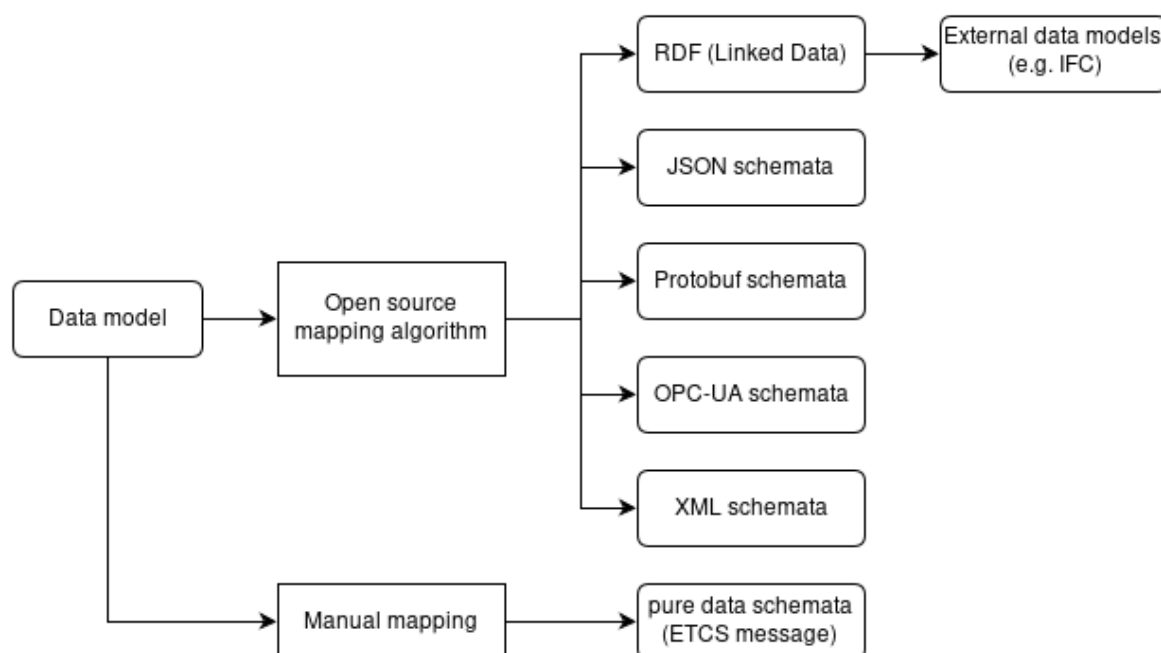 RDF (Linked Data)
External data models
(e.g. IFC)
JSON schemata
Protobuf schemata
Data model
Open source
mapping algorithm
OPC-UA schemata
XML schemata
Manual mapping
pure data schemata
(ETCS message)